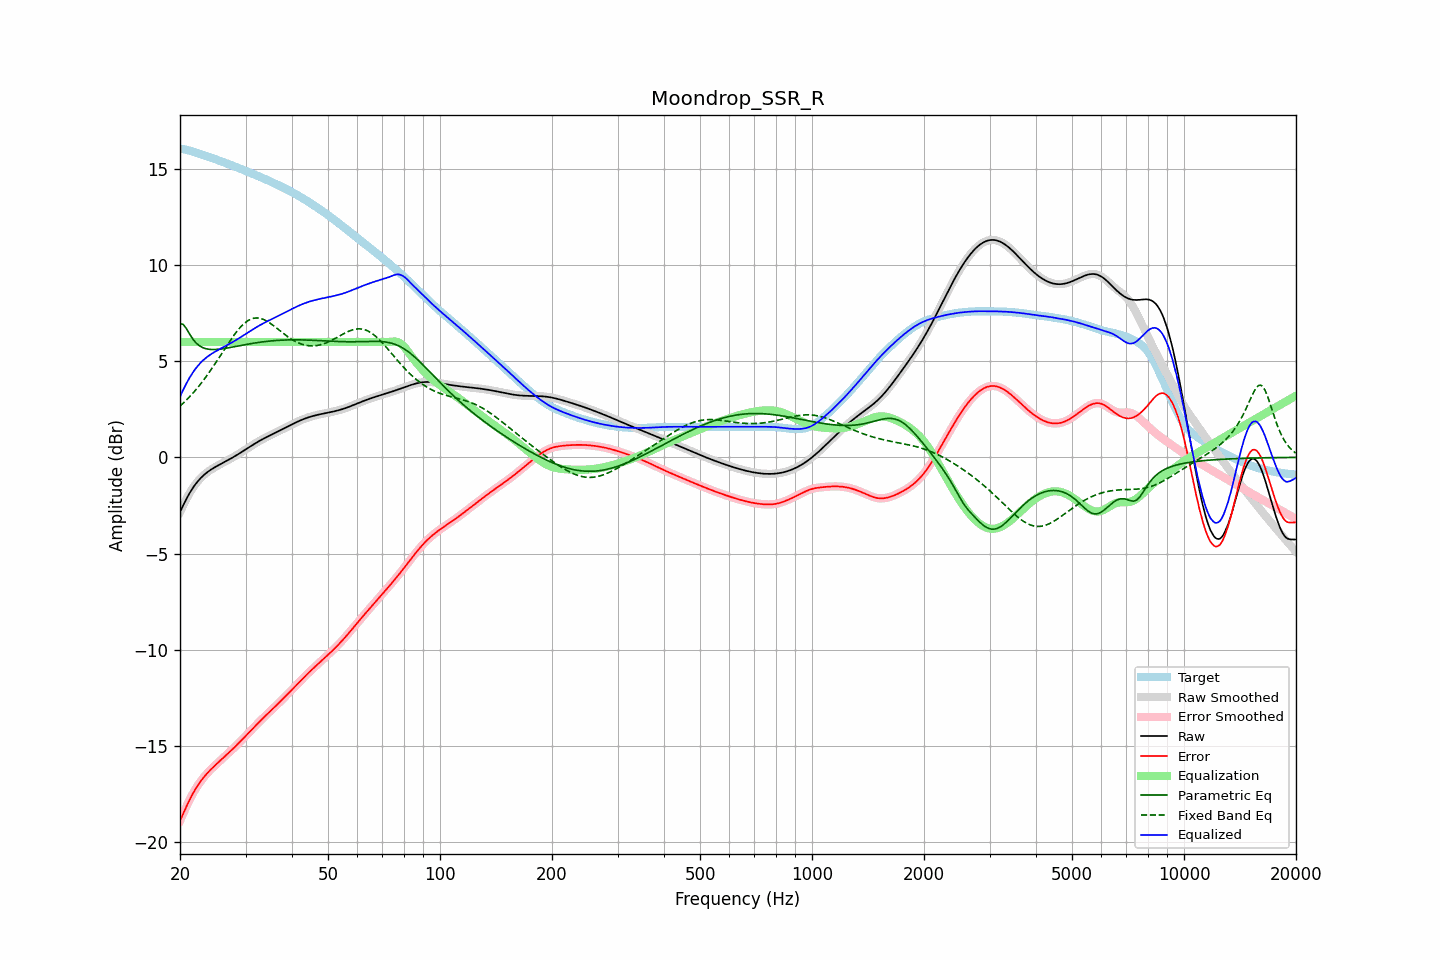 Moondrop_SSR_R
Amplitude (dBr)
15
10
5
0
−5
−10
−15
−20
20
50
100
200
500
1000
2000
5000
10000
20000
Frequency (Hz)
Target
Raw Smoothed
Error Smoothed
Raw
Error
Equalization
Parametric Eq
Fixed Band Eq
Equalized